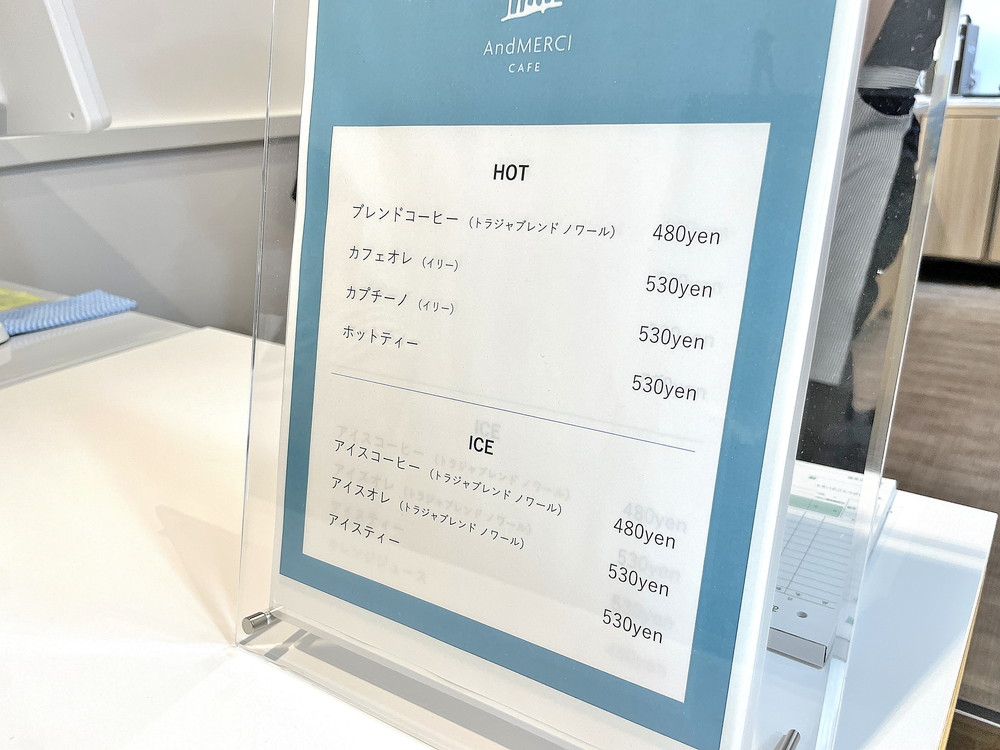 AndMERCI
CAFE
HOT
ブレンドコーヒー （トラジャブレンド ノワール） 480yen
カフェオレ （イリー） 530yen
カプチーノ （イリー） 530yen
ホットティー 530yen
ICE
アイスコーヒー （トラジャブレンド ノワール） 480yen
アイスオレ （トラジャブレンド ノワール） 530yen
アイスティー 530yen